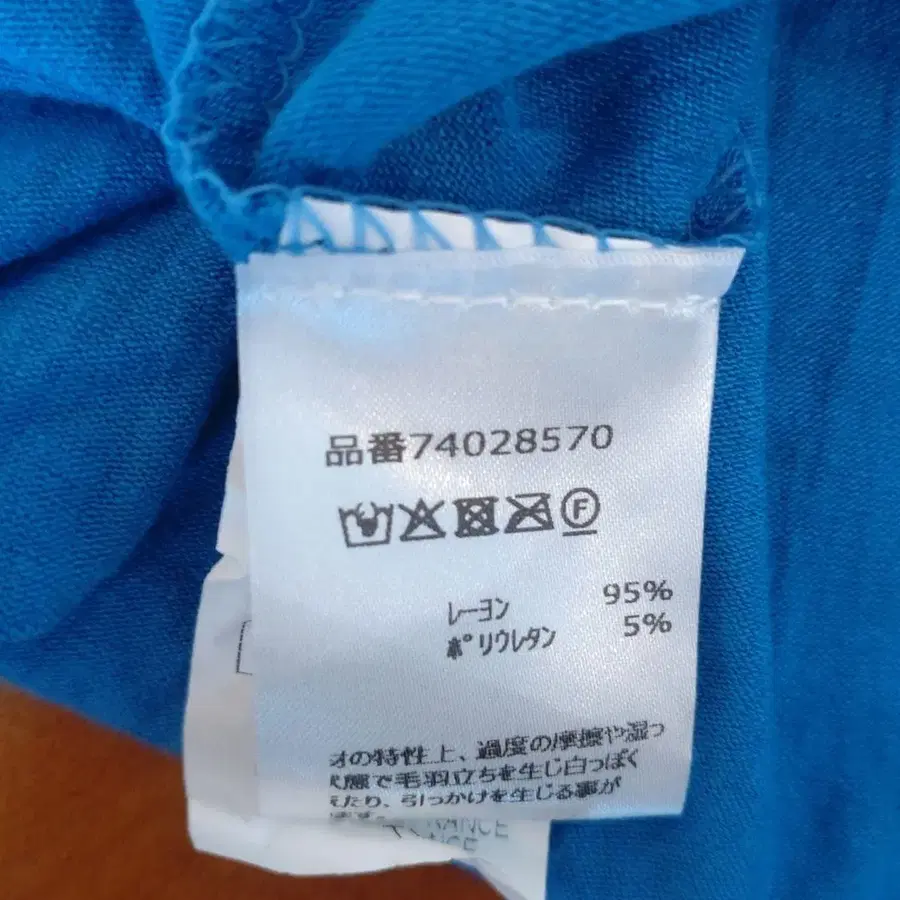 品番74028570
F
レーヨン 95%
ポリウレタン 5%
オの特性上、過度の摩擦や湿っ
状態で毛羽立ちを生じ白っぽく
えたり、引っかけを生じる事が
RANCE